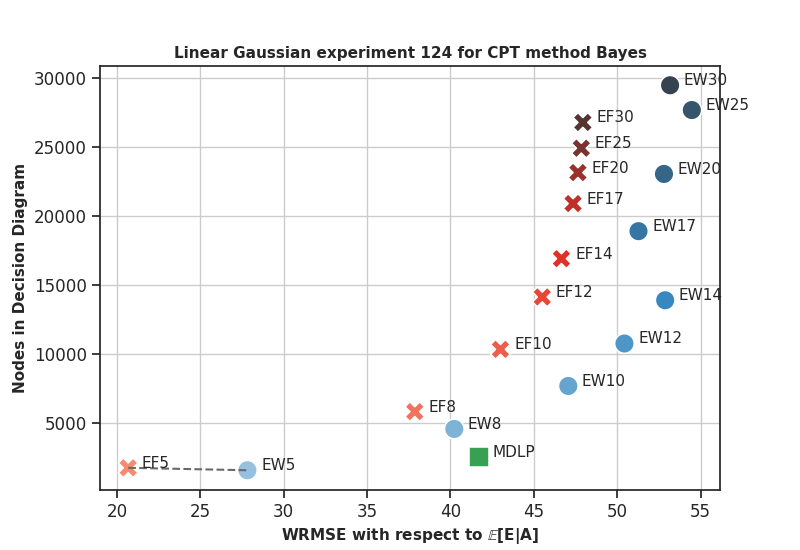 Linear Gaussian experiment 124 for CPT method Bayes
Nodes in Decision Diagram
30000
25000
20000
15000
10000
5000
EW30
EW25
EF30
EF25
EF20
EW20
EF17
EW17
EF14
EF12
EW14
EW12
EF10
EW10
EF8
EW8
MDLP
EF5
EW5
20 25 30 35 40 45 50 55
WRMSE with respect to 𝔼[E|A]